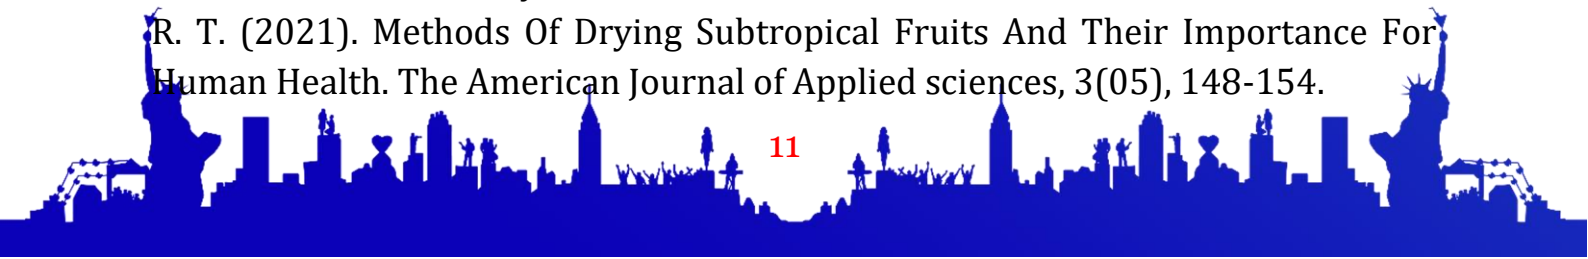 R. T. (2021). Methods Of Drying Subtropical Fruits And Their Importance For
Human Health. The American Journal of Applied sciences, 3(05), 148-154.
11